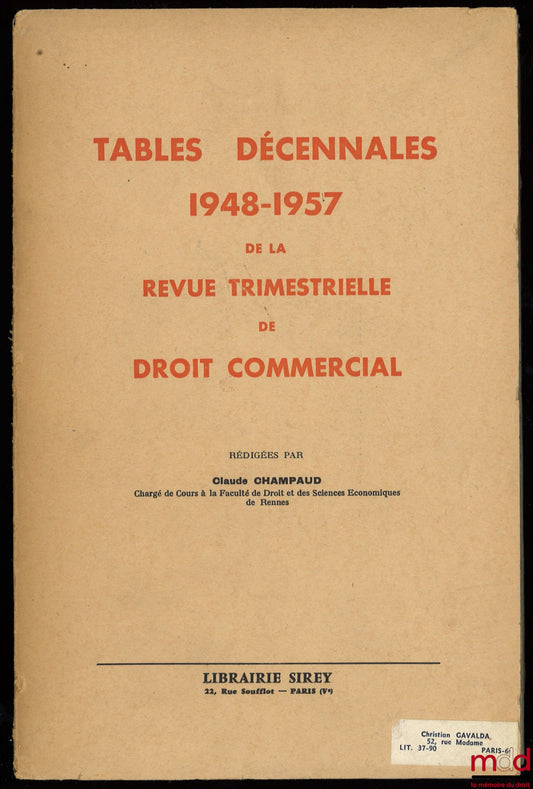 TABLES DÉCENNALES
1948-1957
DE LA
REVUE TRIMESTRIELLE
DE
DROIT COMMERCIAL
RÉDIGÉES PAR
Claude CHAMPAUD
Chargé de Cours à la Faculté de Droit et des Sciences Economiques
de Rennes
LIBRAIRIE SIREY
22, Rue Soufflot — PARIS (Vᵉ)
Christian GAVALDA
52, rue Madame
LIT. 37-90 PARIS-6
mdd
la mémoire du droit